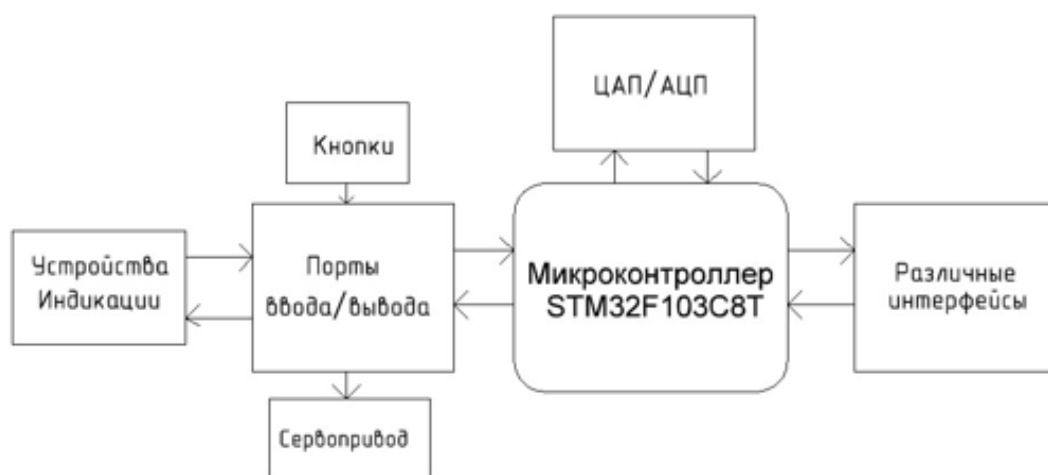 ЦАП/АЦП
Кнопки
Устройства
Индикации
Порты
ввода/вывода
Микроконтроллер
STM32F103C8T
Различные
интерфейсы
Сервопривод